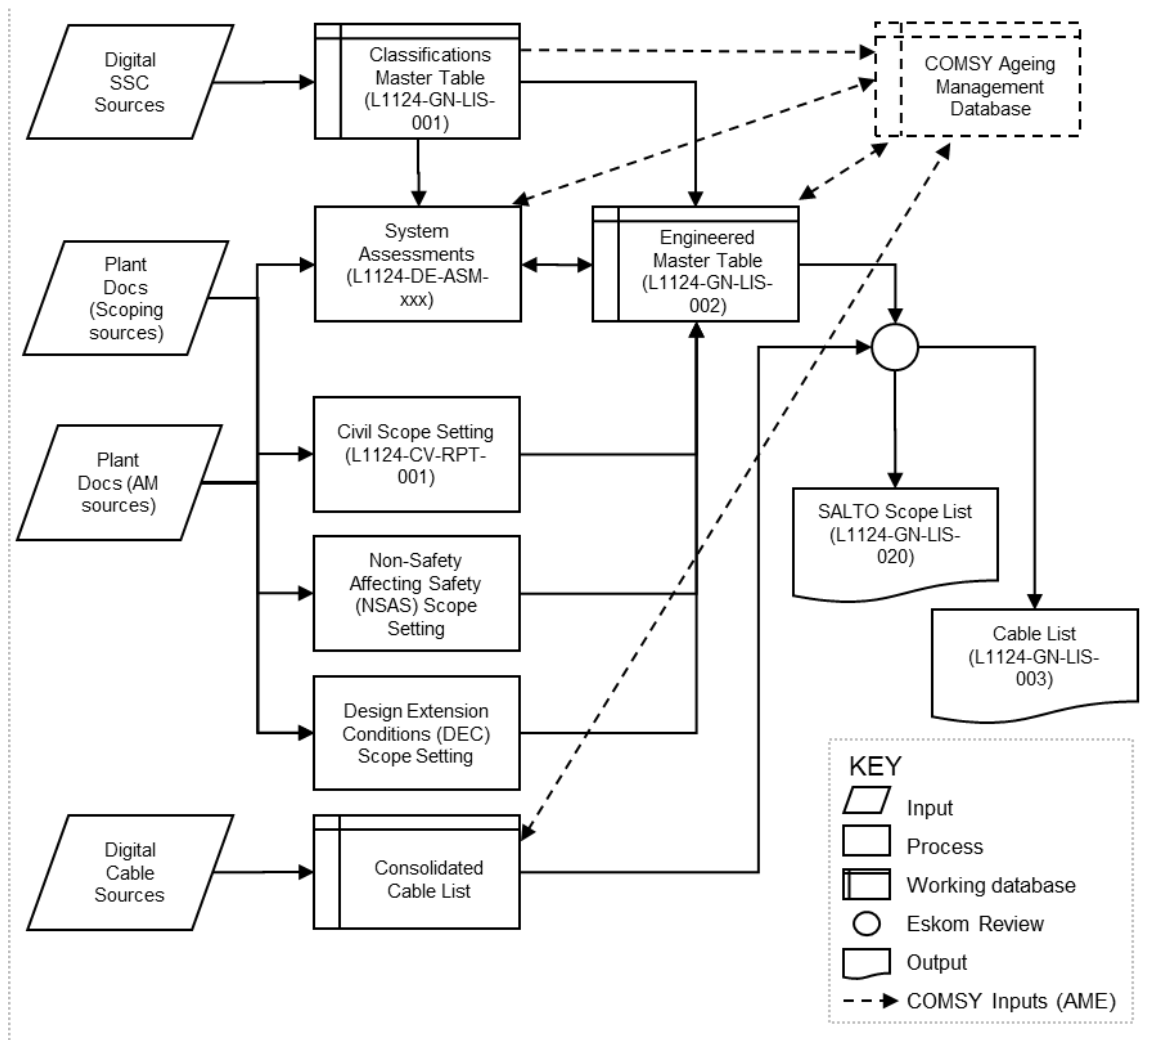 Digital
SSC
Sources
Classifications
Master Table
(L1124-GN-LIS-
001)
COMSY Ageing
Management
Database
System
Assessments
(L1124-DE-ASM-
xxx)
Engineered
Master Table
(L1124-GN-LIS-
002)
Plant
Docs
(Scoping
sources)
Plant
Docs (AM
sources)
Civil Scope Setting
(L1124-CV-RPT-
001)
Non-Safety
Affecting Safety
(NSAS) Scope
Setting
Design Extension
Conditions (DEC)
Scope Setting
SALTO Scope List
(L1124-GN-LIS-
020)
Cable List
(L1124-GN-LIS-
003)
Digital
Cable
Sources
Consolidated
Cable List
KEY
Input
Process
Working database
Eskom Review
Output
COMSY Inputs (AME)